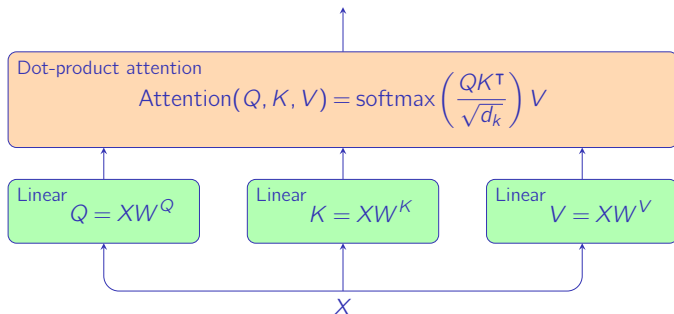 Dot-product attention
Attention(Q, K, V) = softmax(QKᵀ/√dₖ)V
Linear
Q = XW^Q
Linear
K = XW^K
Linear
V = XW^V
X